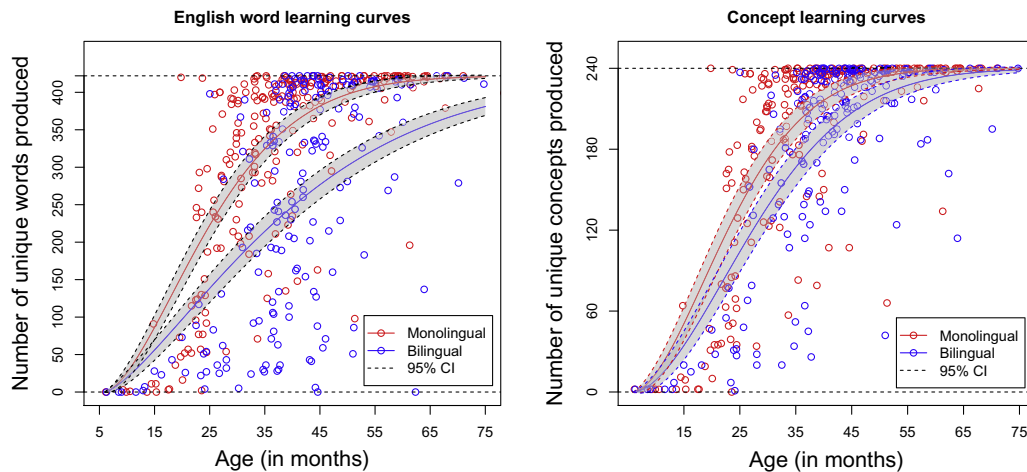 English word learning curves
Number of unique words produced
400
350
300
250
200
150
100
50
0
Monolingual
Bilingual
95% CI
5 15 25 35 45 55 65 75
Age (in months)
Concept learning curves
Number of unique concepts produced
240
180
120
60
0
Monolingual
Bilingual
95% CI
15 25 35 45 55 65 75
Age (in months)